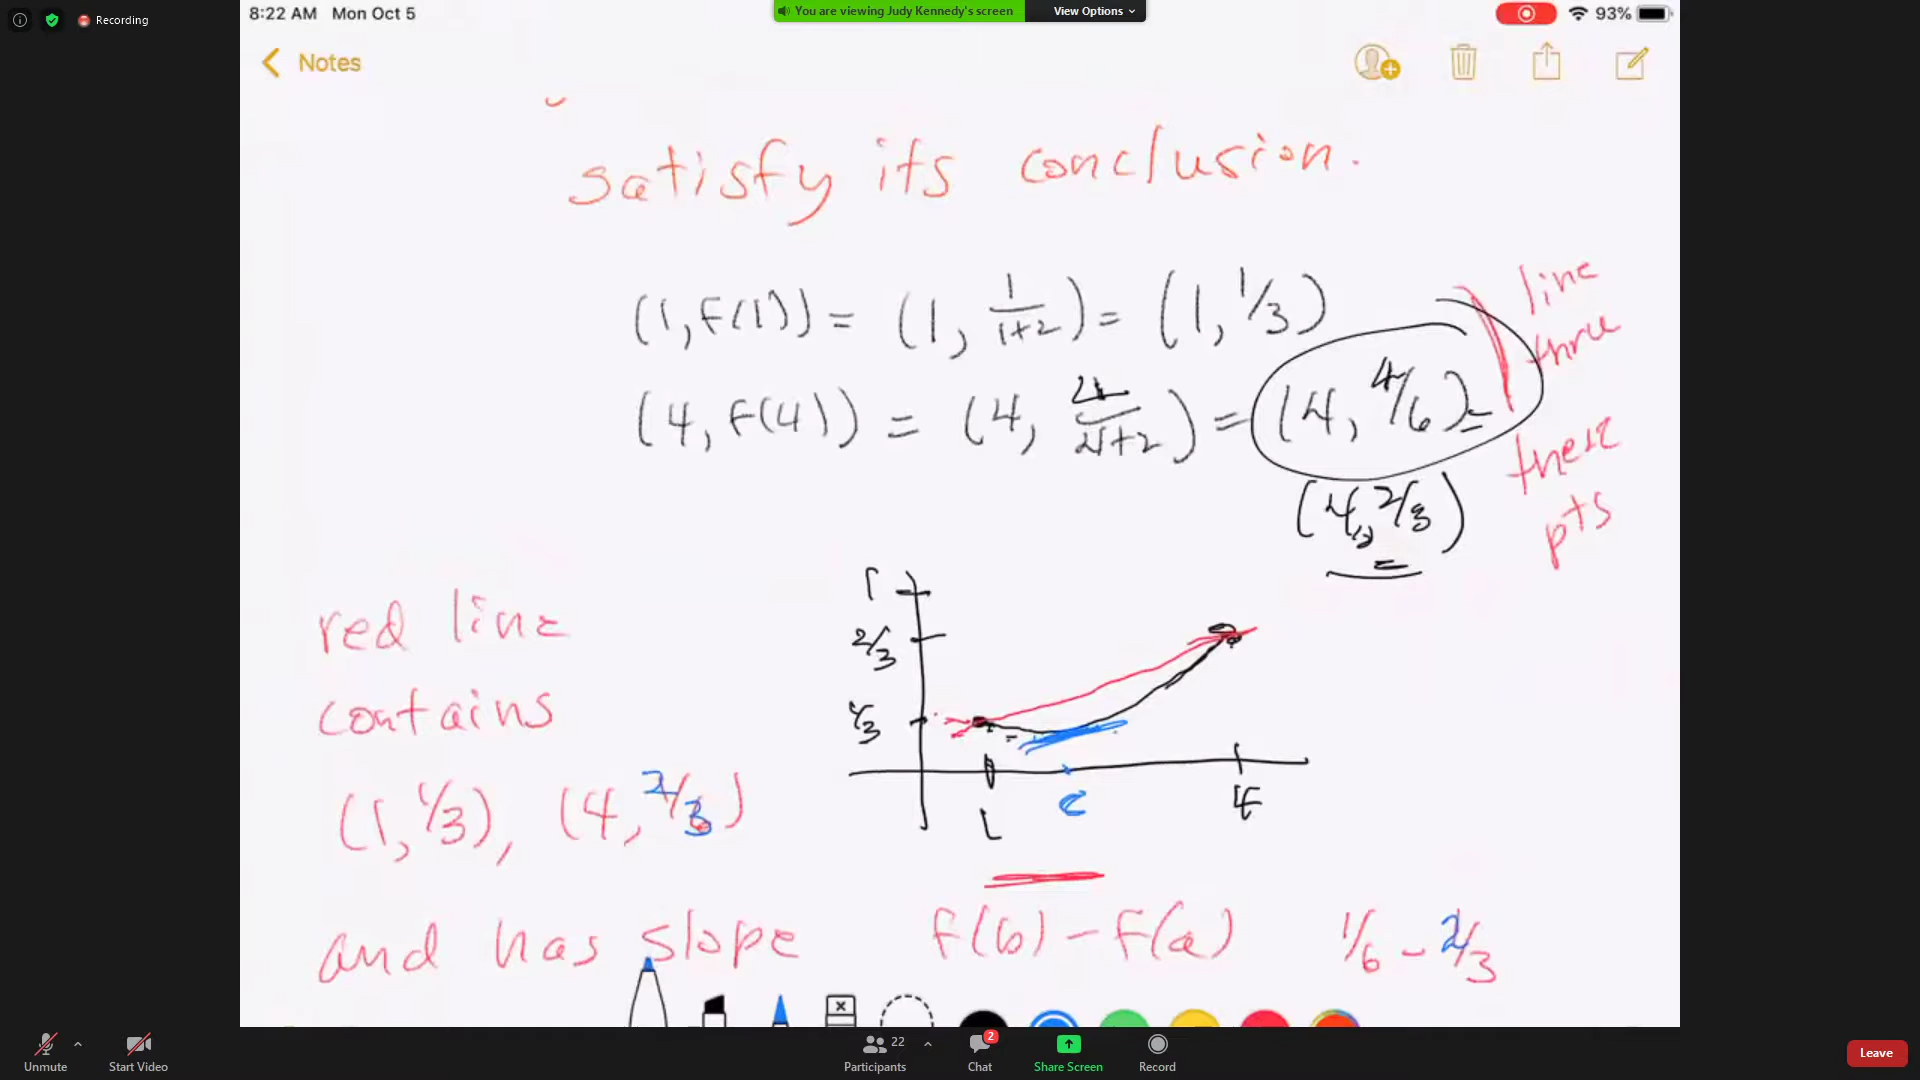 Recording
8:22 AM Mon Oct 5
You are viewing Judy Kennedy's screen
View Options
93%
Notes
satisfy its conclusion.
(1, f(1)) = (1, 1/1+2) = (1, 1/3)
line
thru
these
pts
(4, f(4)) = (4, 4/4+2) = (4, 4/6) =
(4, 2/3)
red line
contains
(1, 1/3), (4, 2/3)
and has slope
1
2/3
1/3
1
c
4
f(b) - f(a)
1/6 - 2/3
Unmute
Start Video
22
Participants
2
Chat
Share Screen
Record
Leave